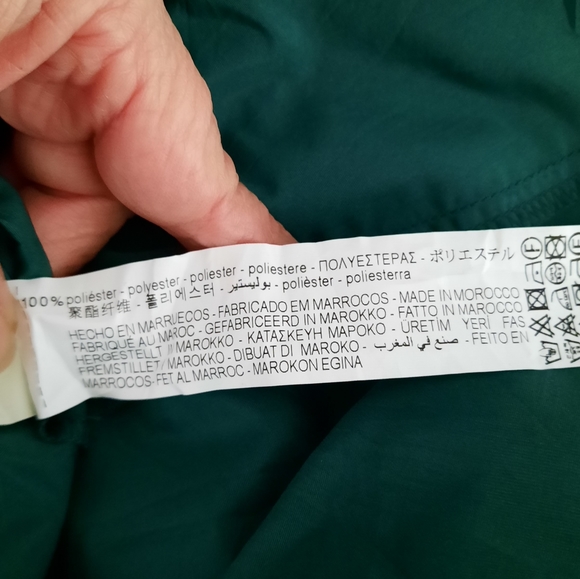 100% poliéster - polyester - poliester - poliestere - ΠΟΛΥΕΣΤΕΡΑΣ - ポリエステル
聚酯纤维 - 폴리에스터 - بوليستير - polièster - poliesterra
HECHO EN MARRUECOS - FABRICADO EM MARROCOS - MADE IN MOROCCO
FABRIQUÉ AU MAROC - GEFABRICEERD IN MAROKKO - FATTO IN MAROCCO
HERGESTELLT IN MAROKKO - ΚΑΤΑΣΚΕΥΗ ΜΑΡΟΚΟ - ÜRETİM YERİ FAS
FREMSTILLET MAROKKO - DIBUAT DI MAROKO - صنع في المغرب - FEITO EN
MARROCOS - FET AL MARROC - MAROKON EGINA